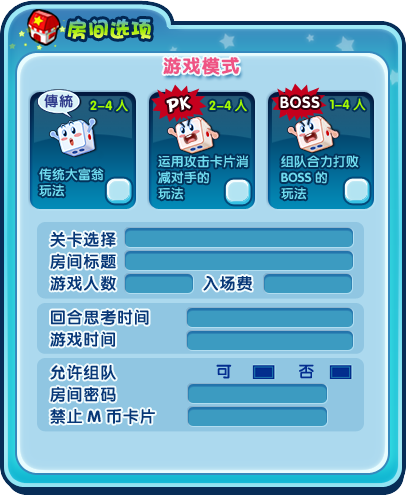 房间选项
游戏模式
傳統
2-4 人
传统大富翁
玩法
PK
2-4 人
运用攻击卡片消
减对手的
玩法
BOSS
1-4 人
组队合力打败
BOSS 的
玩法
关卡选择
房间标题
游戏人数 入场费
回合思考时间
游戏时间
允许组队 可 否
房间密码
禁止 M 币卡片